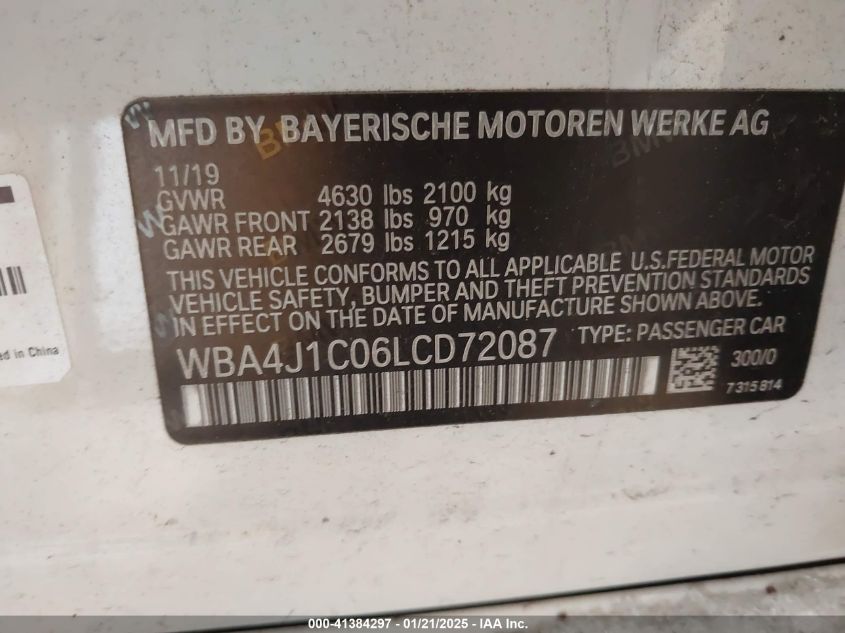 MFD BY BAYERISCHE MOTOREN WERKE AG
11/19
GVWR 4630 lbs 2100 kg
GAWR FRONT 2138 lbs 970 kg
GAWR REAR 2679 lbs 1215 kg
THIS VEHICLE CONFORMS TO ALL APPLICABLE U.S.FEDERAL MOTOR
VEHICLE SAFETY, BUMPER AND THEFT PREVENTION STANDARDS
IN EFFECT ON THE DATE OF MANUFACTURE SHOWN ABOVE.
WBA4J1C06LCD72087 TYPE: PASSENGER CAR
300/0
7315814
in China
000-41384297 - 01/21/2025 - IAA Inc.